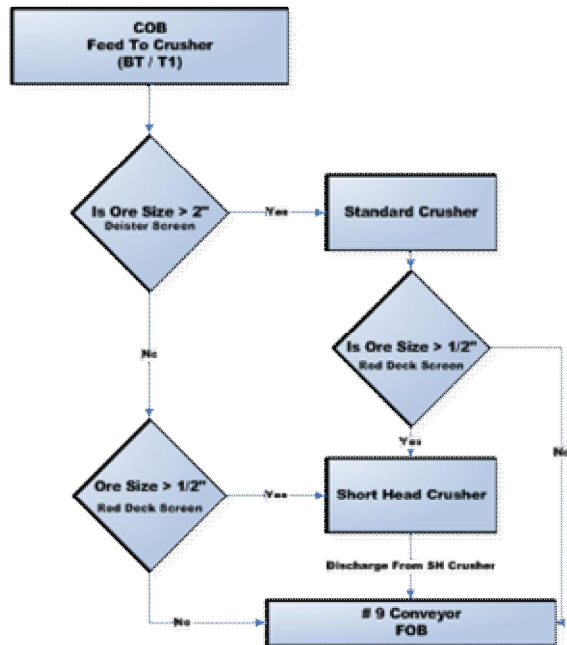 COB
Feed To Crusher
(BT / T1)
Is Ore Size > 2"
Deister Screen
Yes
Standard Crusher
Is Ore Size > 1/2"
Rod Deck Screen
No
Yes
No
Ore Size > 1/2"
Rod Deck Screen
Yes
Short Head Crusher
Discharge From SH Crusher
No
# 9 Conveyor
FOB